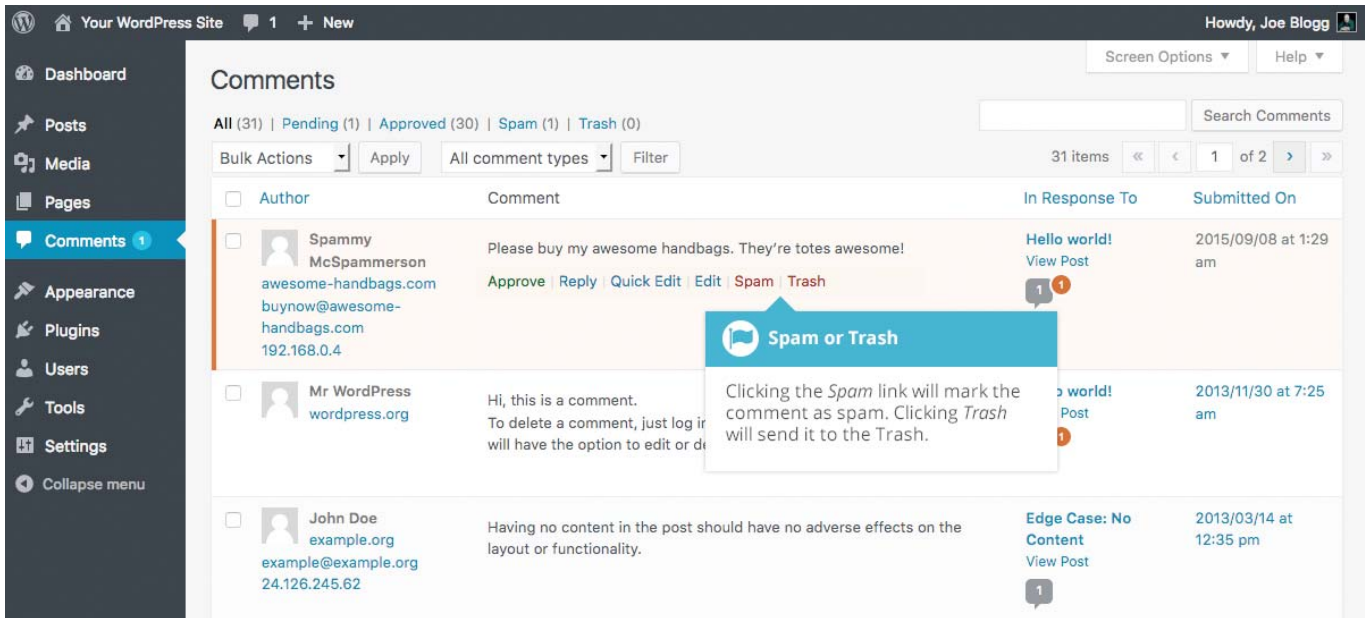 Your WordPress Site 1 + New Howdy, Joe Blogg
Screen Options Help
Dashboard
Posts
Media
Pages
Comments 1
Appearance
Plugins
Users
Tools
Settings
Collapse menu
Comments
All (31) | Pending (1) | Approved (30) | Spam (1) | Trash (0)
Search Comments
Bulk Actions Apply All comment types Filter 31 items « ‹ 1 of 2 › »
Author Comment In Response To Submitted On
Spammy
McSpammerson
awesome-handbags.com
buynow@awesome-
handbags.com
192.168.0.4
Please buy my awesome handbags. They're totes awesome!
Approve | Reply | Quick Edit | Edit | Spam | Trash
Hello world!
View Post
1 1
2015/09/08 at 1:29
am
Spam or Trash
Clicking the Spam link will mark the
comment as spam. Clicking Trash
will send it to the Trash.
Mr WordPress
wordpress.org
Hi, this is a comment.
To delete a comment, just log
will have the option to edit or
world!
Post
1
2013/11/30 at 7:25
am
John Doe
example.org
example@example.org
24.126.245.62
Having no content in the post should have no adverse effects on the
layout or functionality.
Edge Case: No
Content
View Post
1
2013/03/14 at
12:35 pm